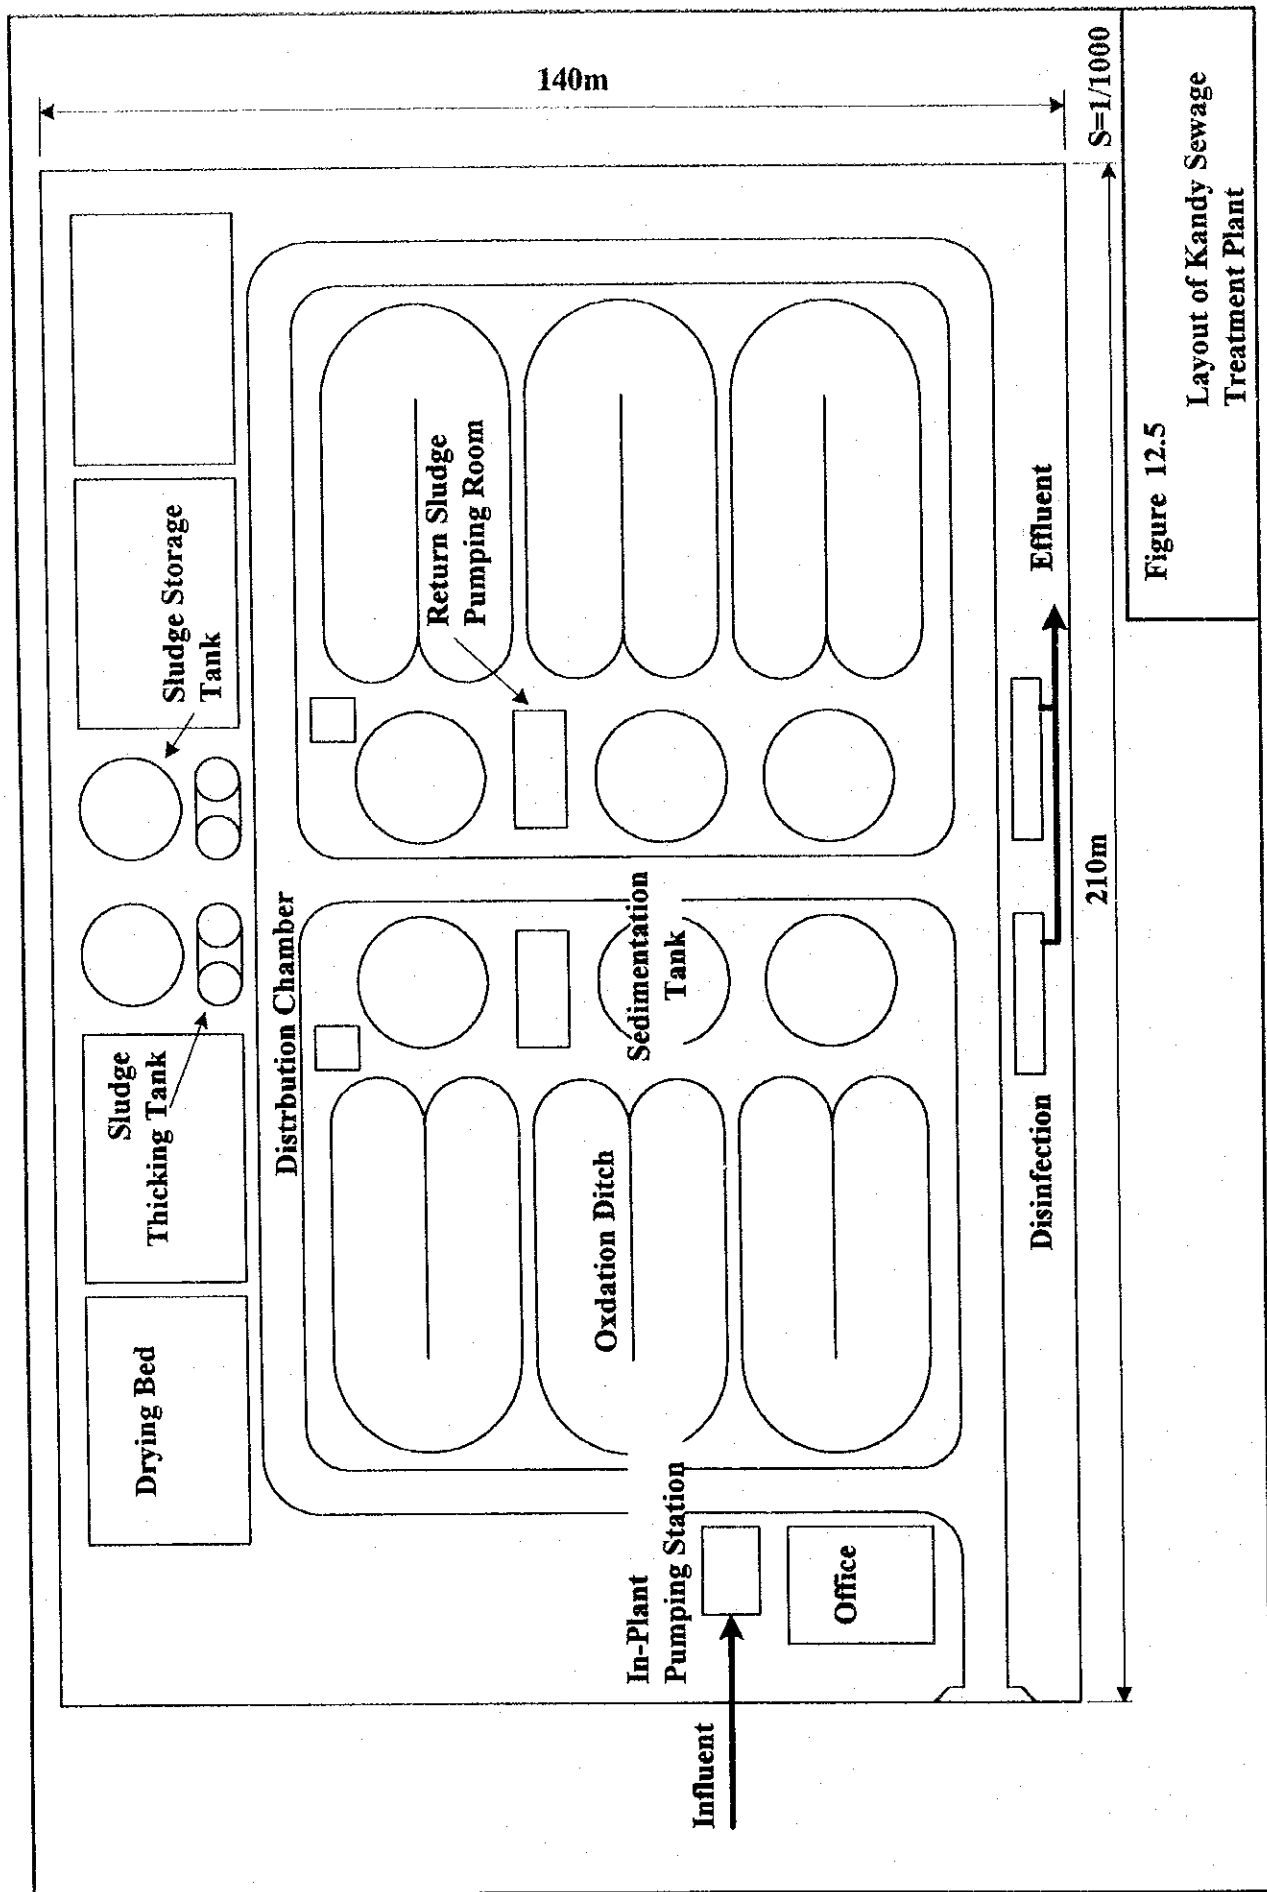 140m
Sludge Storage
Tank
Return Sludge
Pumping Room
Sludge
Thicking Tank
Drying Bed
Distrbution Chamber
Sedimentation
Tank
Oxdation Ditch
In-Plant
Pumping Station
Influent
Office
Disinfection
Effluent
210m
S=1/1000
Figure 12.5
Layout of Kandy Sewage
Treatment Plant